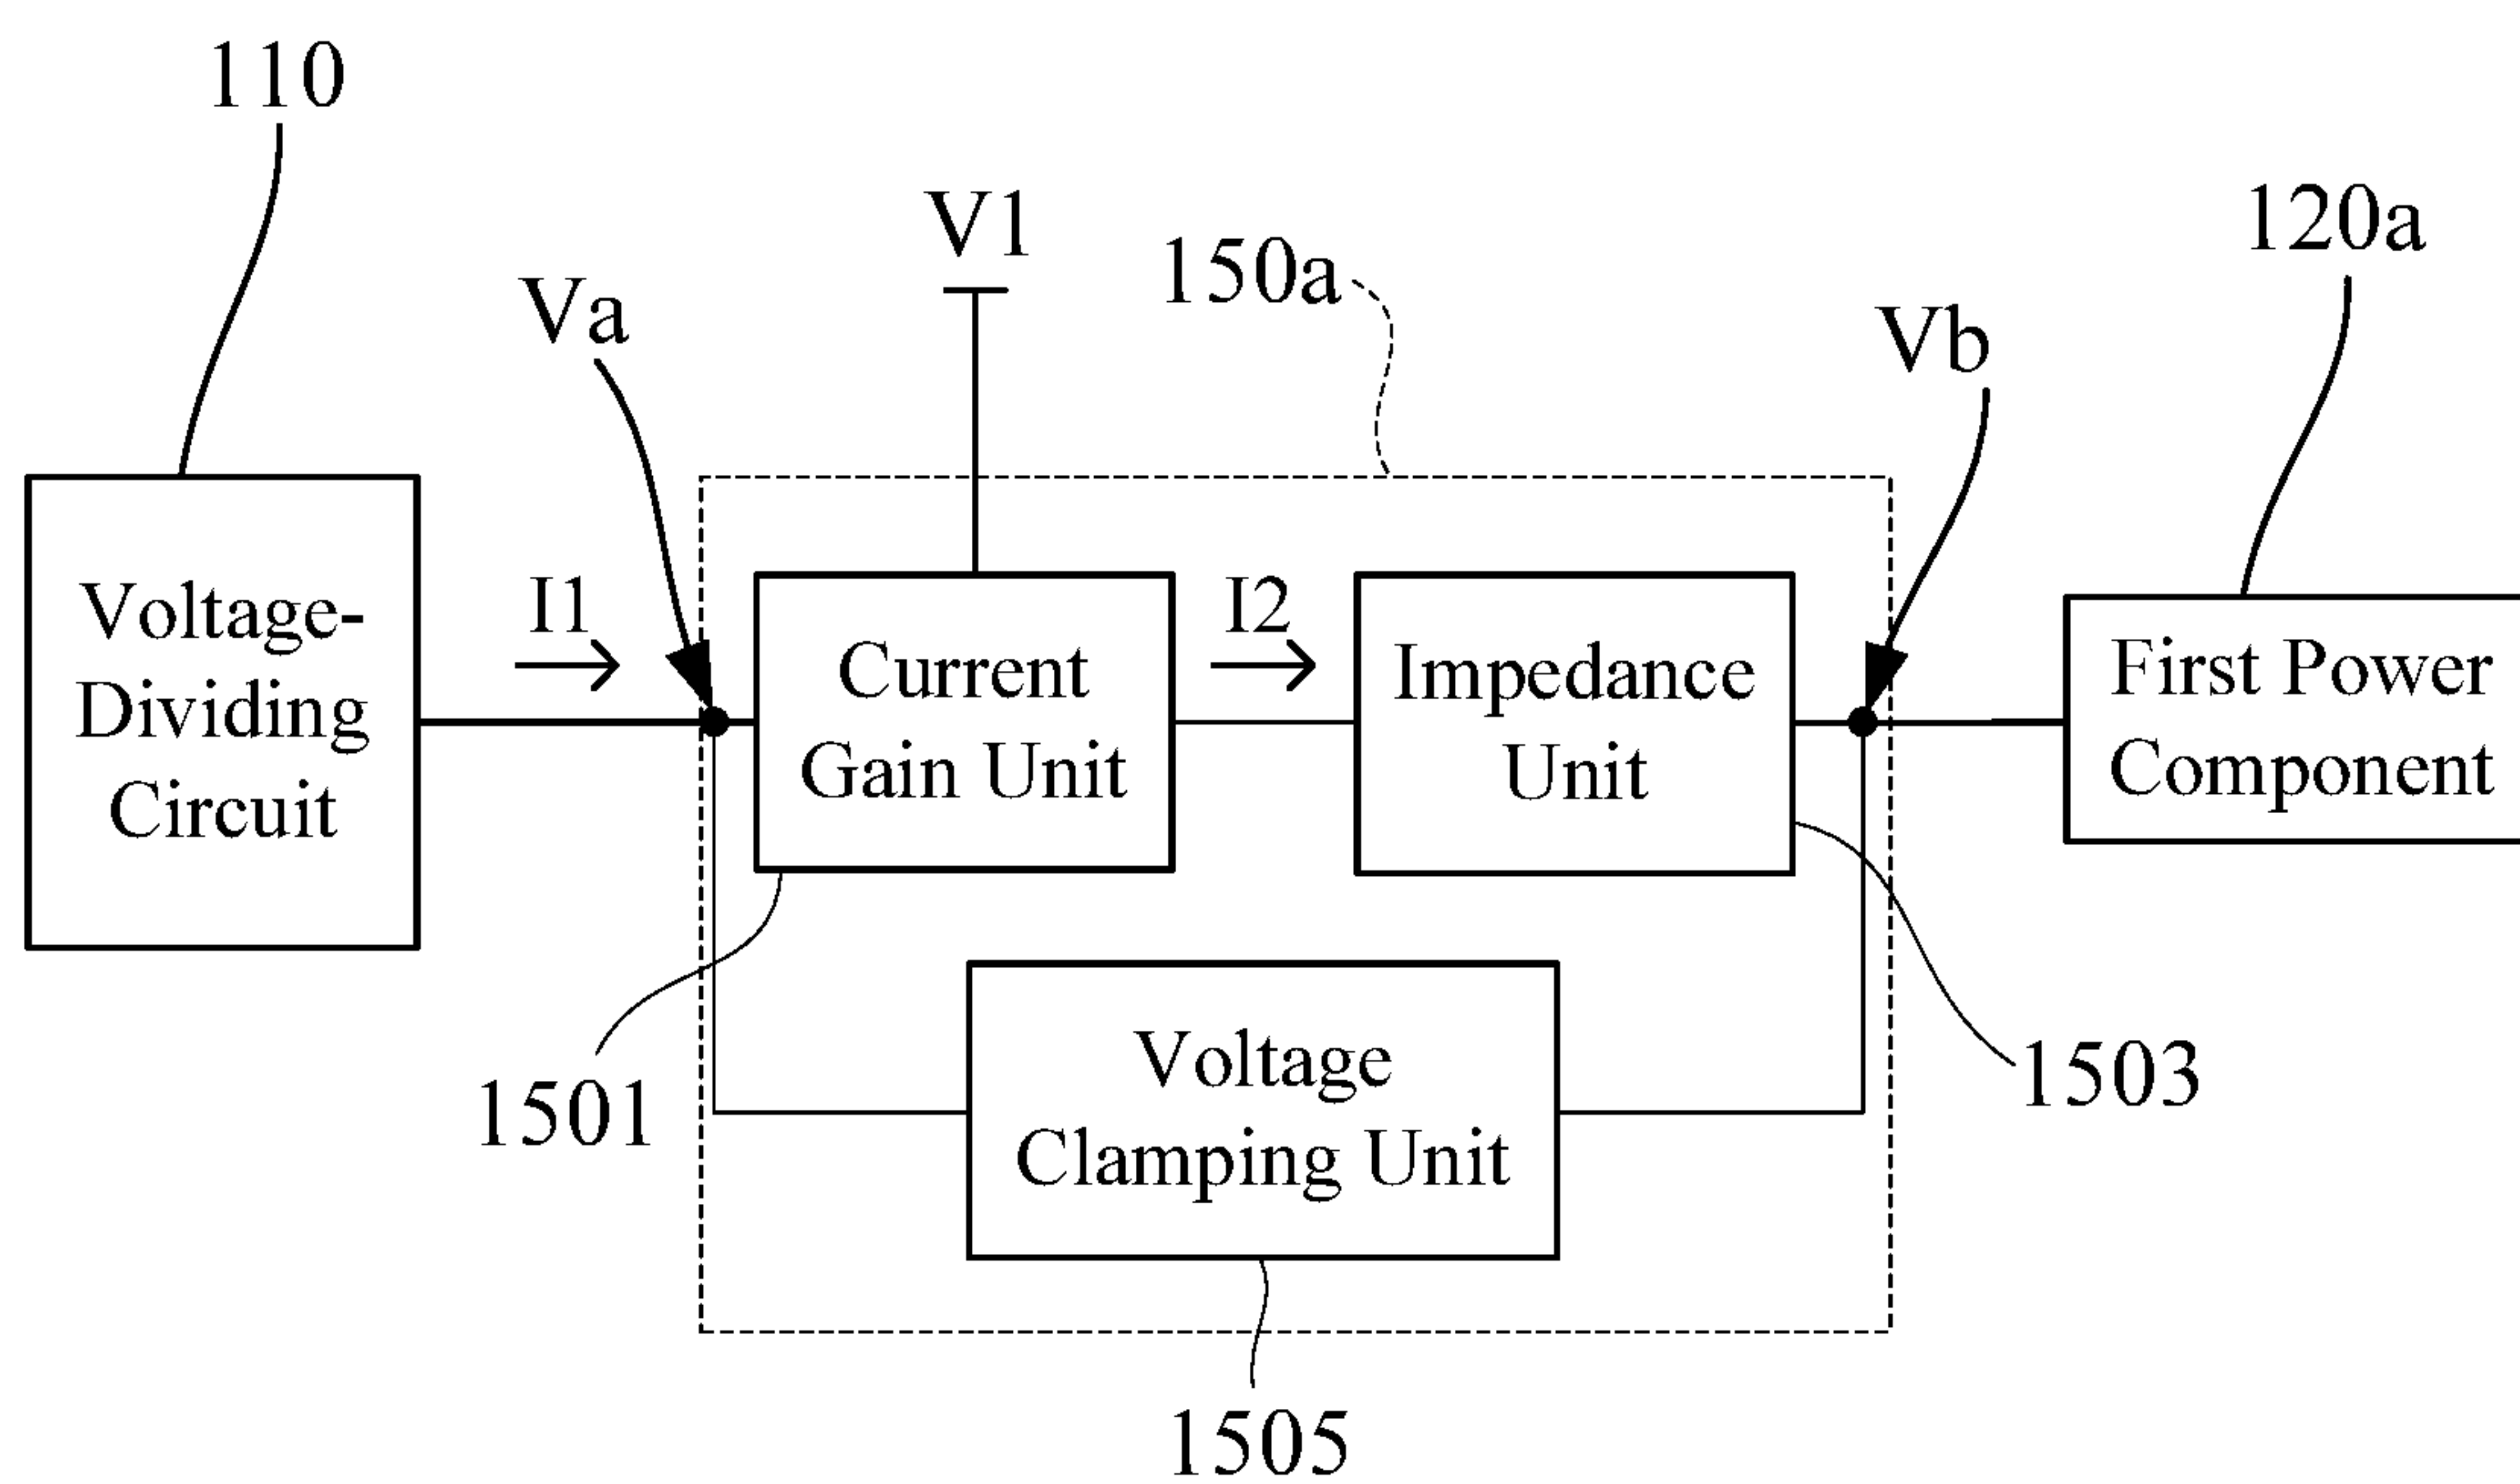 110
V1
120a
150a
Va
Vb
I1
I2
Voltage-
Dividing
Circuit
Current
Gain Unit
Impedance
Unit
First Power
Component
1501
Voltage
Clamping Unit
1503
1505